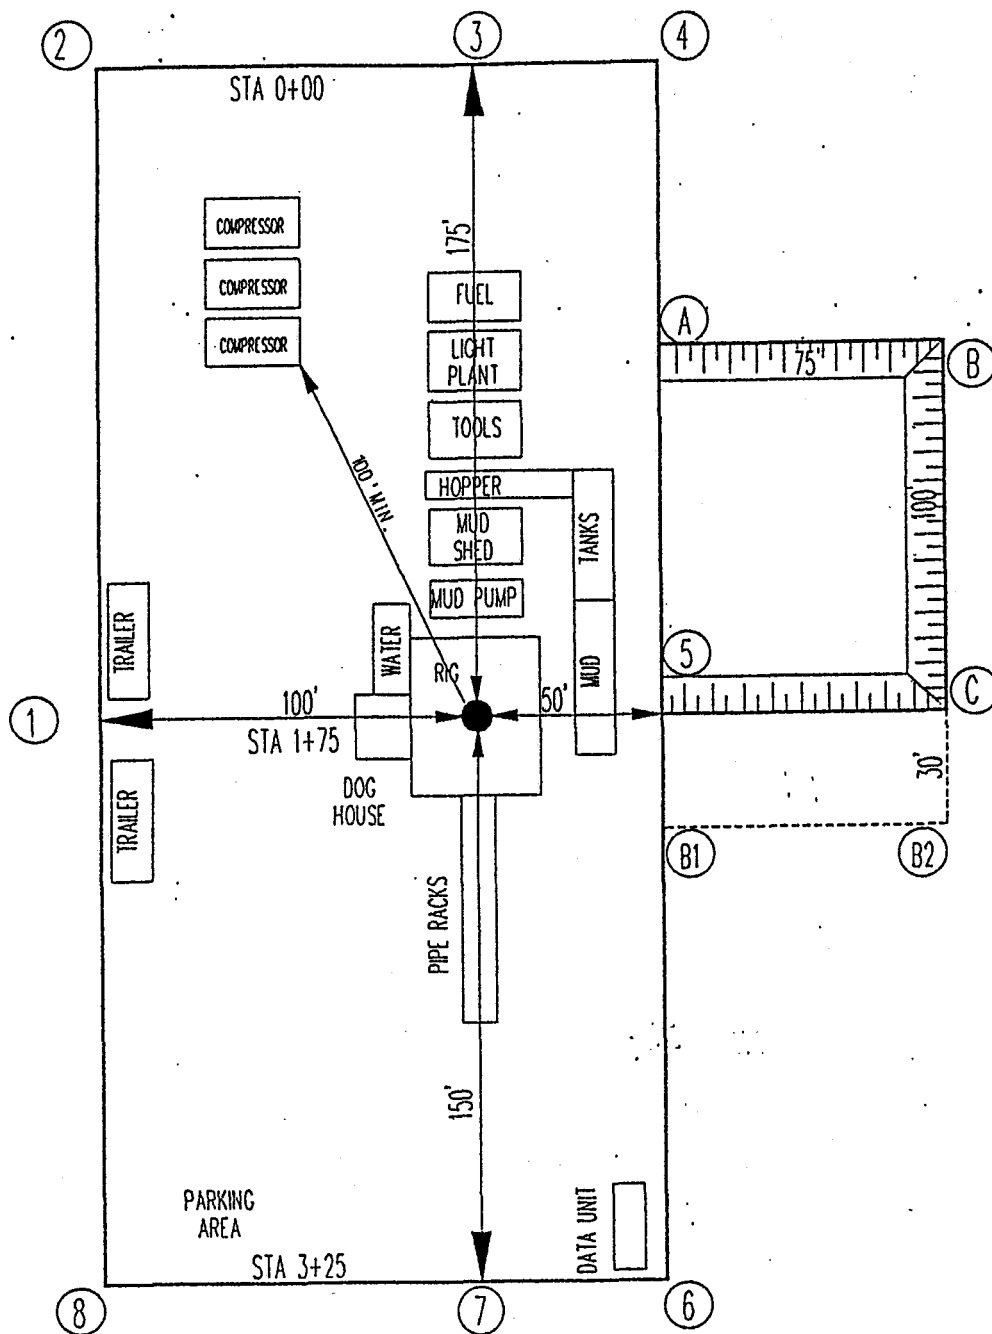 2
3
4
STA 0+00
COMPRESSOR
COMPRESSOR
COMPRESSOR
175'
FUEL
LIGHT
PLANT
TOOLS
HOPPER
MUD
SHED
MUD PUMP
TANKS
MUD
100' MIN.
A
75'
B
100'
5
C
30'
B1
B2
TRAILER
WATER
RIG
1
100'
50'
STA 1+75
DOG
HOUSE
TRAILER
PIPE RACKS
150'
PARKING
AREA
DATA UNIT
STA 3+25
8
7
6